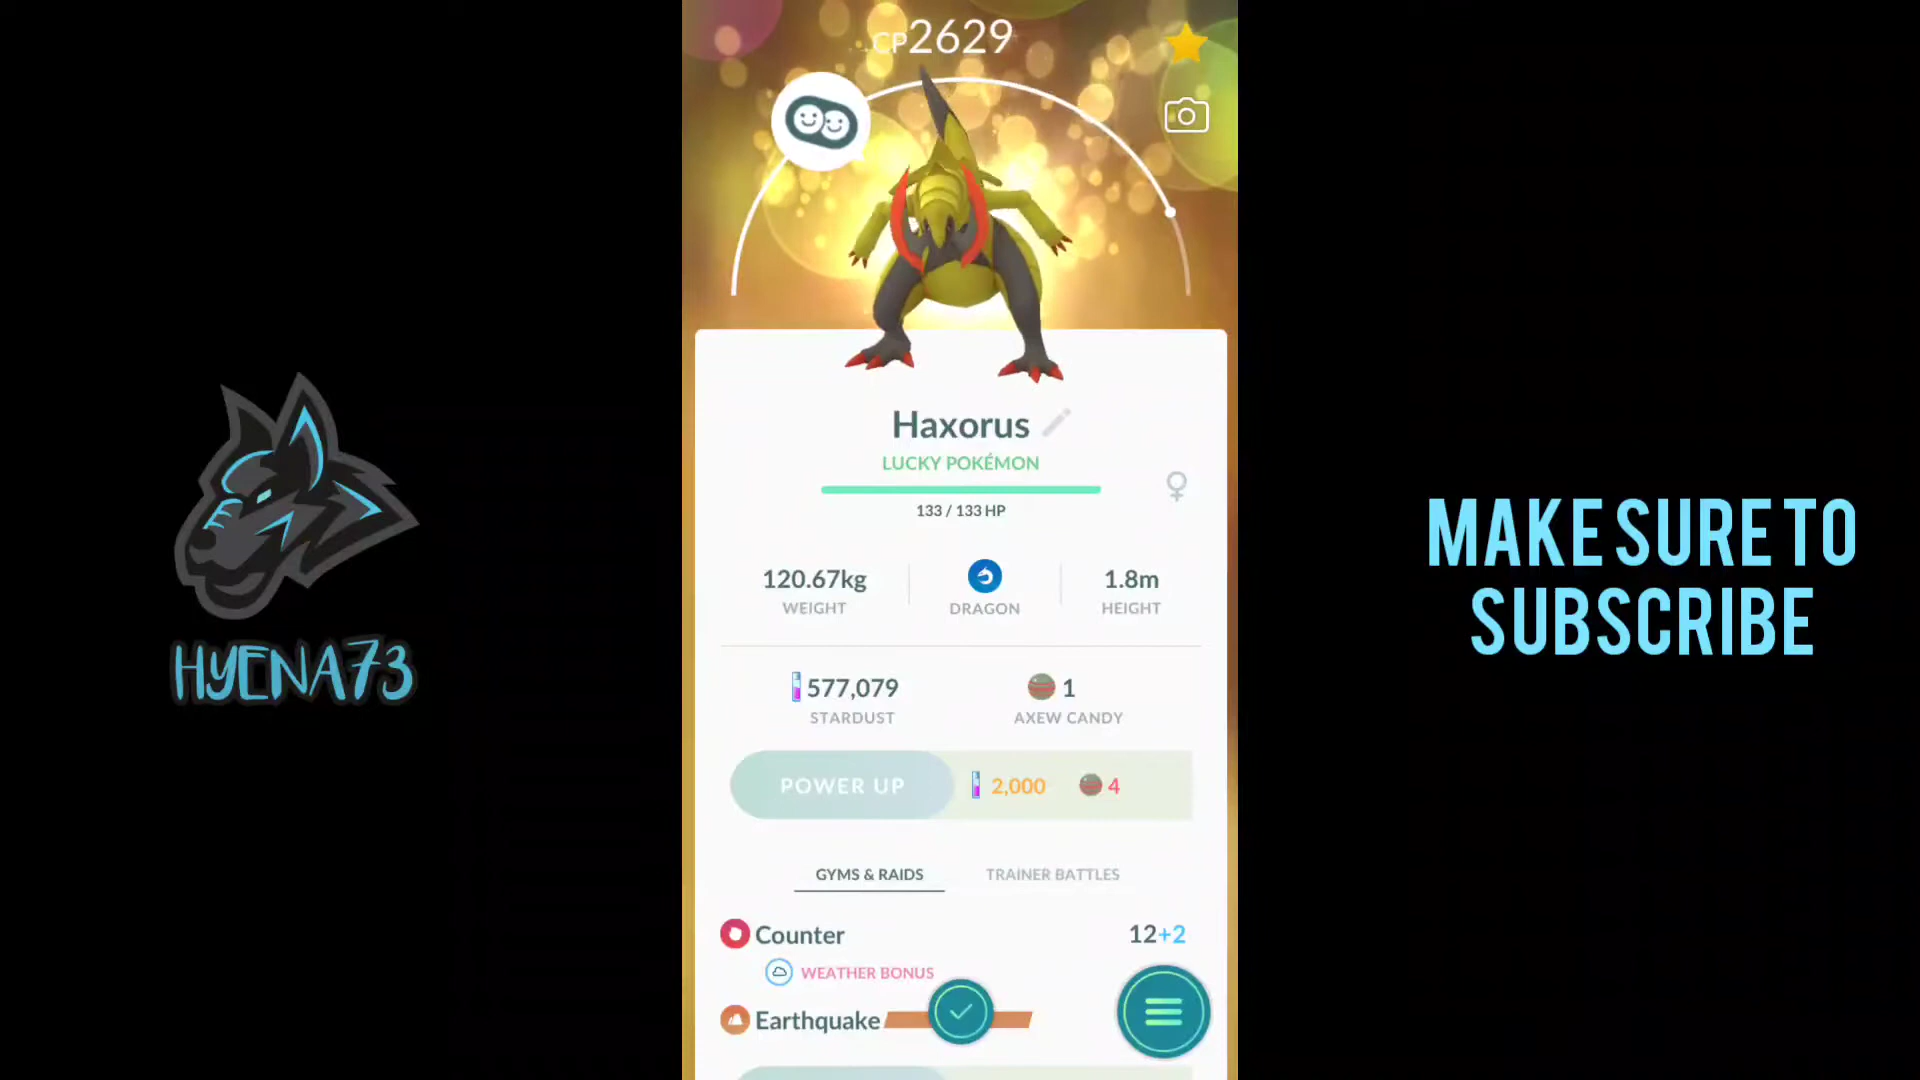 CP2629
Haxorus
LUCKY POKÉMON
133 / 133 HP
120.67kg
WEIGHT
DRAGON
1.8m
HEIGHT
577,079
STARDUST
1
AXEW CANDY
POWER UP 2,000 4
GYMS & RAIDS TRAINER BATTLES
Counter 12+2
WEATHER BONUS
Earthquake
HYENA73
MAKE SURE TO
SUBSCRIBE